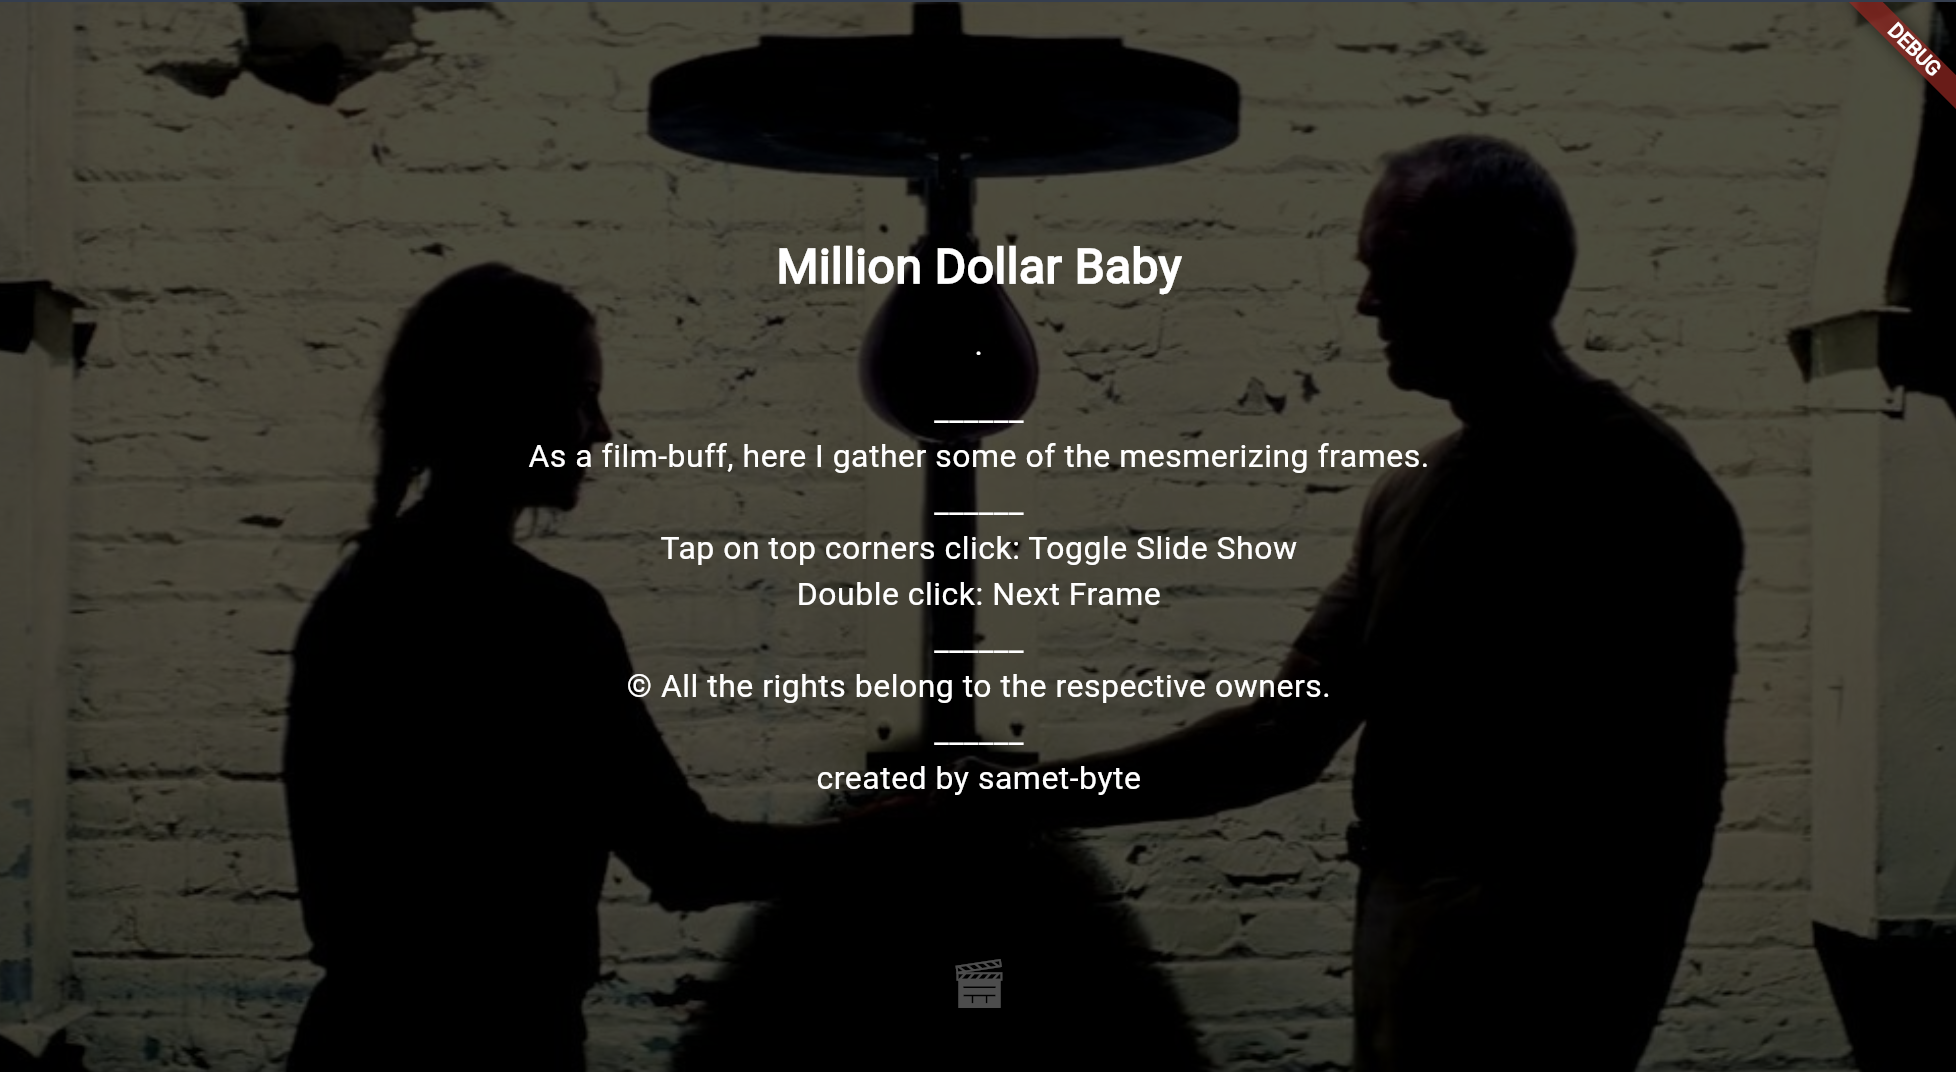 DEBUG
Million Dollar Baby
.
______
As a film-buff, here I gather some of the mesmerizing frames.
______
Tap on top corners click: Toggle Slide Show
Double click: Next Frame
______
© All the rights belong to the respective owners.
______
created by samet-byte